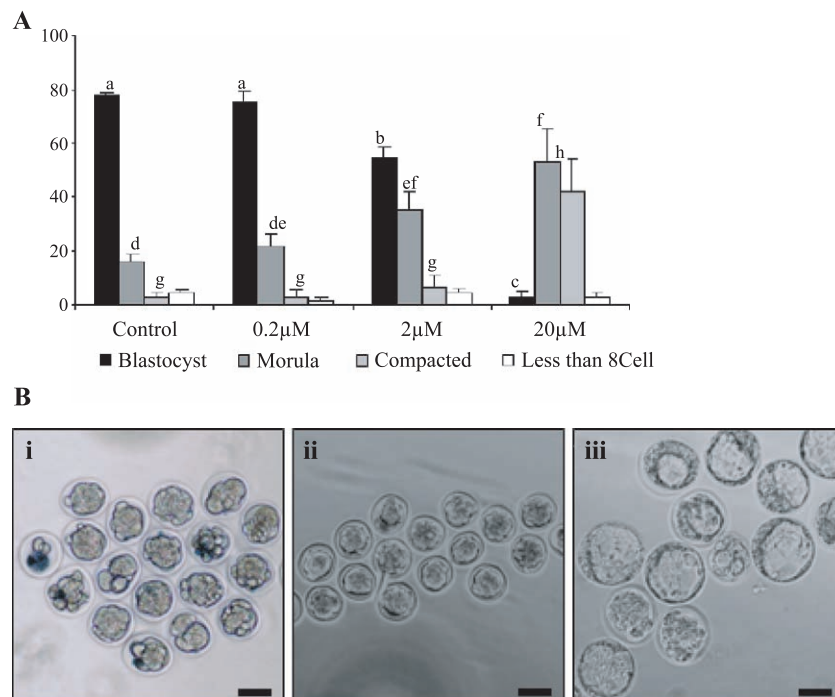 A
100
80
60
40
20
0
a
d
g
a
de
g
b
ef
g
c
f
h
Control 0.2µM 2µM 20µM
Blastocyst Morula Compacted Less than 8Cell
B
i ii iii